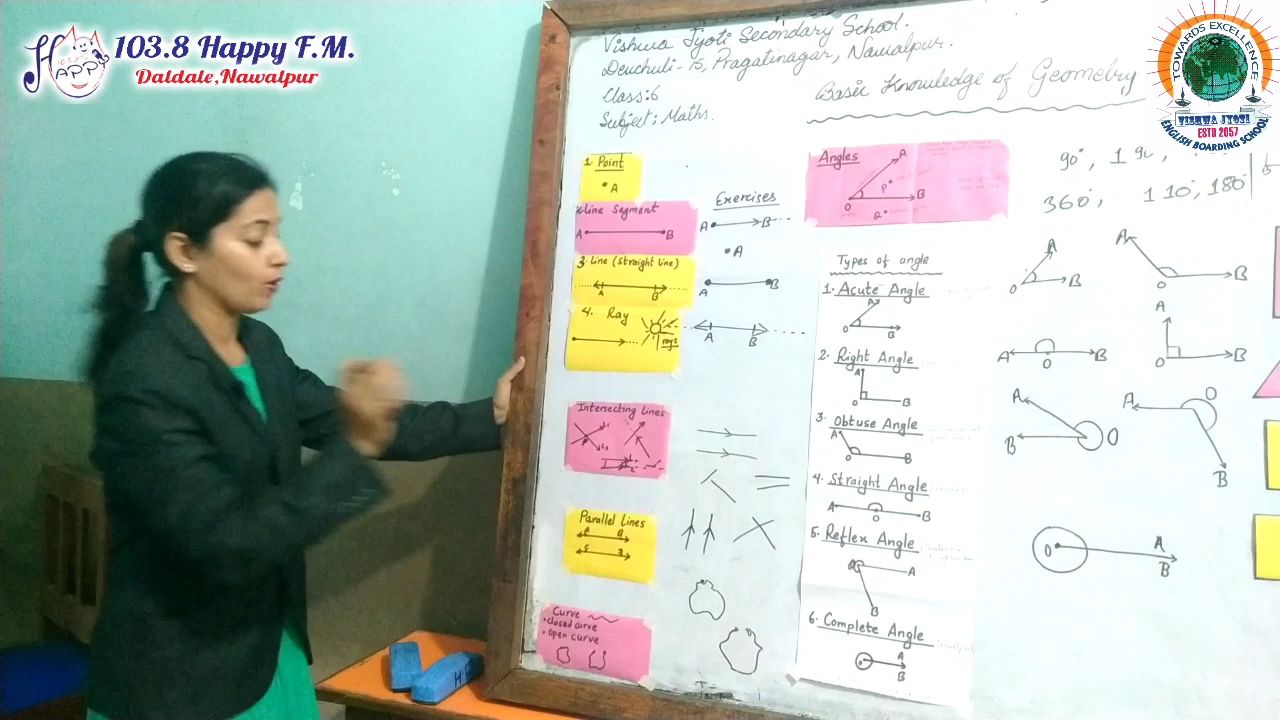 103.8 Happy F.M.
Daldale,Nawalpur
HAPPY
TOWARDS EXCELLENCE
VISHWA JYOTI
ESTD 2057
ENGLISH BOARDING SCHOOL
Vishwa Jyoti Secondary School.
Deuchuli-15, Pragatinagar, Nawalpur.
Class:6
Subject: Maths.
Basic Knowledge of Geometry
1. Point
A
Line Segment
A B
3. Line (Straight line)
A B
4. Ray
rays
Intersecting Lines
Parallel Lines
A B
Curve
closed curve
open curve
Exercises
A B
A
A B
A B
Angles
A
P
O B
Q
Types of angle
1. Acute Angle
A
O B
2. Right Angle
A
O B
3. Obtuse Angle
A
O B
4. Straight Angle
A O B
5. Reflex Angle
O A
B
6. Complete Angle
O A
B
90°,
360°, 110°, 180°
A
O B
A
O B
A O B
A
O B
A
B O
A O
B
O A
B